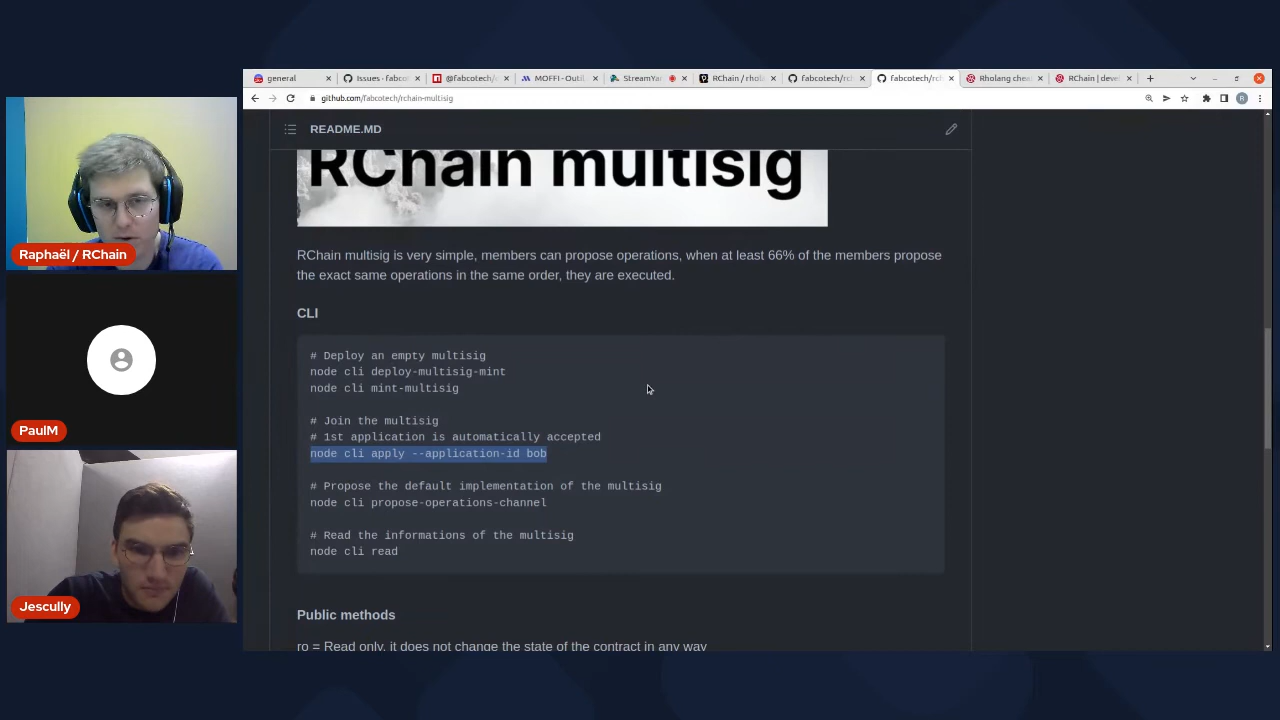 general
Issues · fabcot
@fabcotech/
MOFFI - Outil
StreamYa
RChain / rhola
fabcotech/rch
fabcotech/rch
Rholang chea
RChain | deve
github.com/fabcotech/rchain-multisig
R
README.MD
RChain multisig
RChain multisig is very simple, members can propose operations, when at least 66% of the members propose
the exact same operations in the same order, they are executed.
CLI
# Deploy an empty multisig
node cli deploy-multisig-mint
node cli mint-multisig
# Join the multisig
# 1st application is automatically accepted
node cli apply --application-id bob
# Propose the default implementation of the multisig
node cli propose-operations-channel
# Read the informations of the multisig
node cli read
Public methods
ro = Read only, it does not change the state of the contract in any way
Raphaël / RChain
PaulM
Jescully